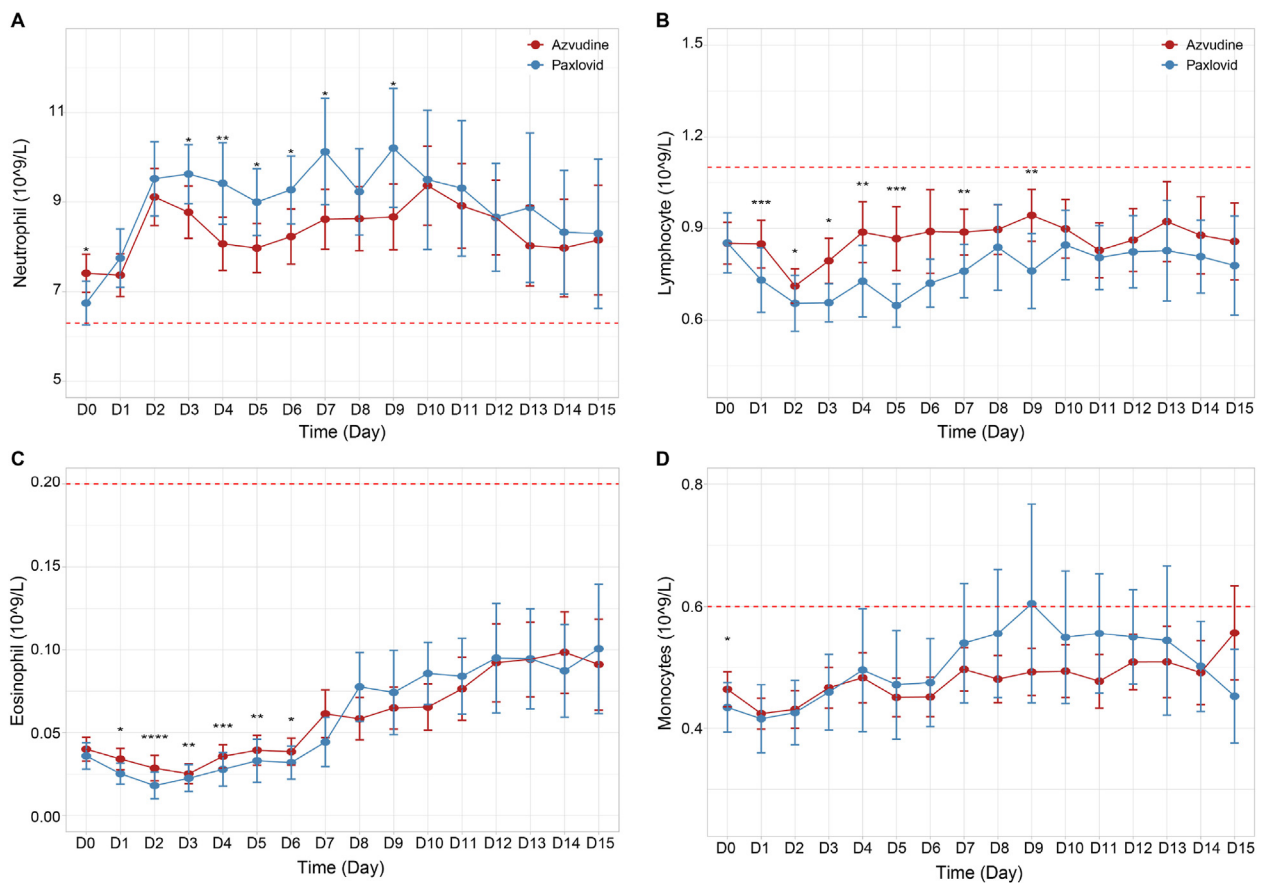 A
Azvudine
Paxlovid
Neutrophil (10^9/L)
11
9
7
5
* * ** * * * *
D0 D1 D2 D3 D4 D5 D6 D7 D8 D9 D10 D11 D12 D13 D14 D15
Time (Day)
B
Azvudine
Paxlovid
Lymphocyte (10^9/L)
1.5
1.2
0.9
0.6
*** * * ** *** ** **
D0 D1 D2 D3 D4 D5 D6 D7 D8 D9 D10 D11 D12 D13 D14 D15
Time (Day)
C
Eosinophil (10^9/L)
0.20
0.15
0.10
0.05
0.00
* **** ** *** ** *
D0 D1 D2 D3 D4 D5 D6 D7 D8 D9 D10 D11 D12 D13 D14 D15
Time (Day)
D
Monocytes (10^9/L)
0.8
0.6
0.4
*
D0 D1 D2 D3 D4 D5 D6 D7 D8 D9 D10 D11 D12 D13 D14 D15
Time (Day)